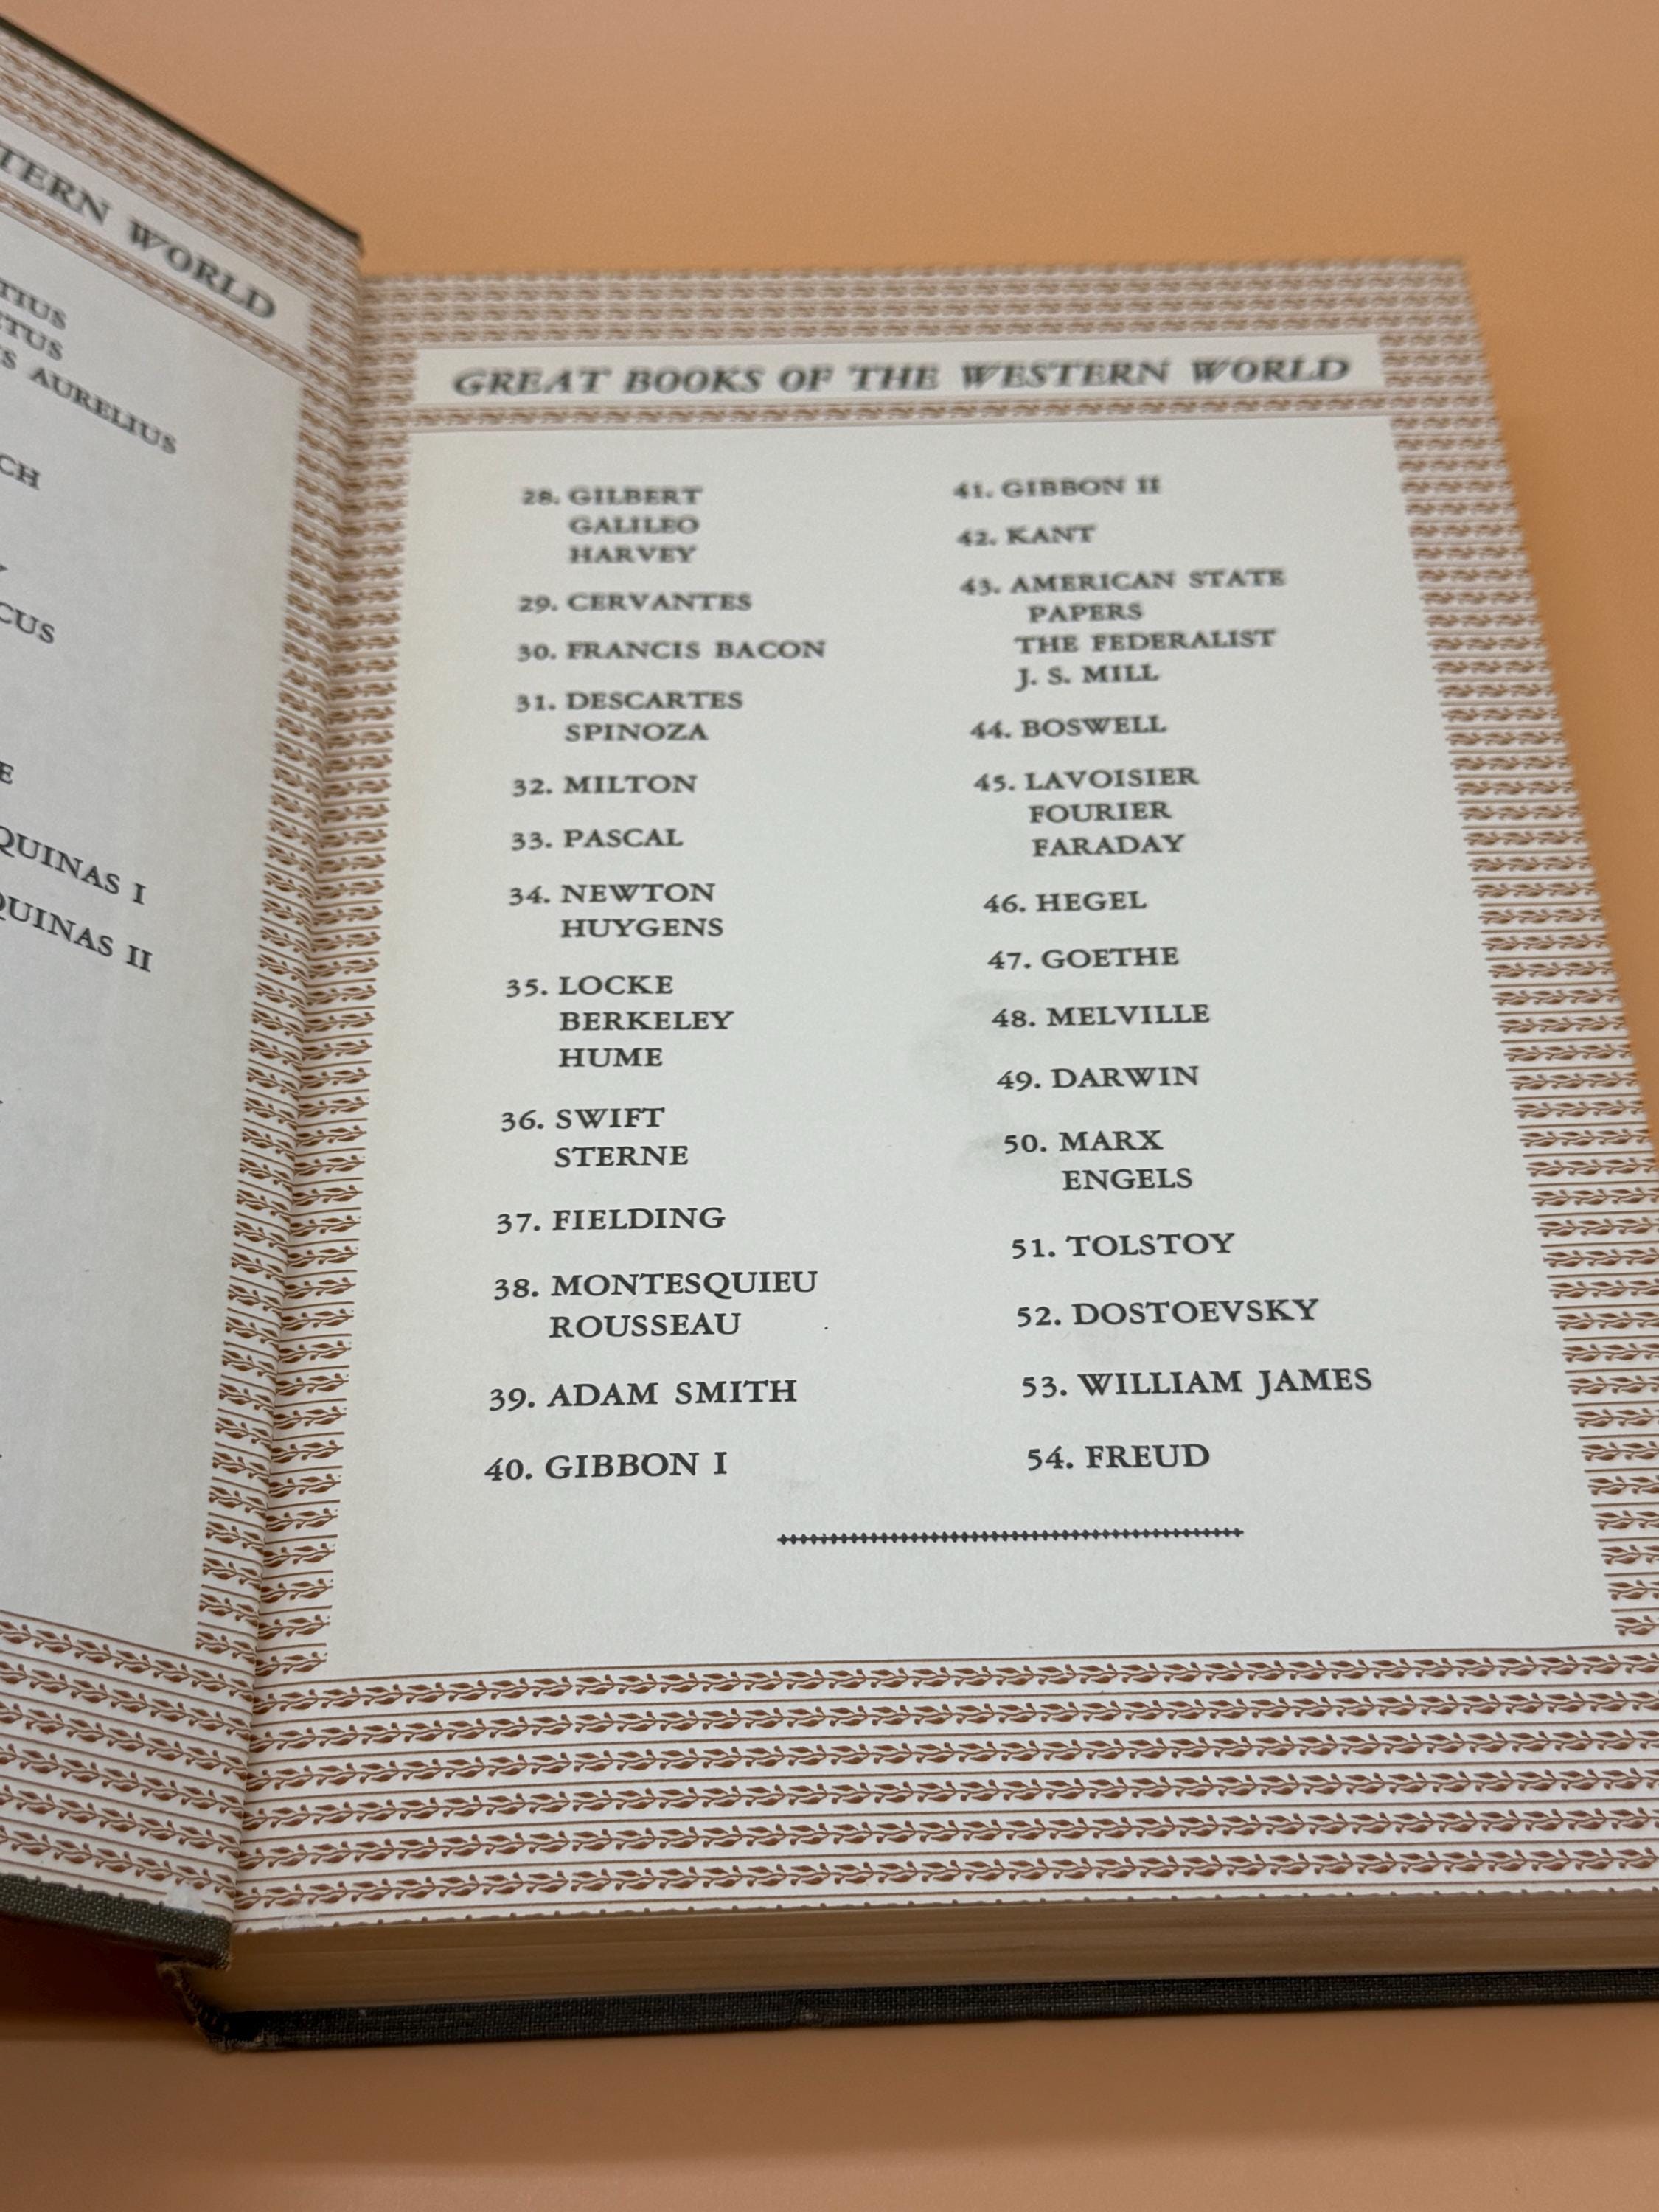 TERN WORLD
TIUS
TUS
S AURELIUS
CH
CUS
E
QUINAS I
QUINAS II
GREAT BOOKS OF THE WESTERN WORLD
28. GILBERT
GALILEO
HARVEY
29. CERVANTES
30. FRANCIS BACON
31. DESCARTES
SPINOZA
32. MILTON
33. PASCAL
34. NEWTON
HUYGENS
35. LOCKE
BERKELEY
HUME
36. SWIFT
STERNE
37. FIELDING
38. MONTESQUIEU
ROUSSEAU
39. ADAM SMITH
40. GIBBON I
41. GIBBON II
42. KANT
43. AMERICAN STATE
PAPERS
THE FEDERALIST
J. S. MILL
44. BOSWELL
45. LAVOISIER
FOURIER
FARADAY
46. HEGEL
47. GOETHE
48. MELVILLE
49. DARWIN
50. MARX
ENGELS
51. TOLSTOY
52. DOSTOEVSKY
53. WILLIAM JAMES
54. FREUD